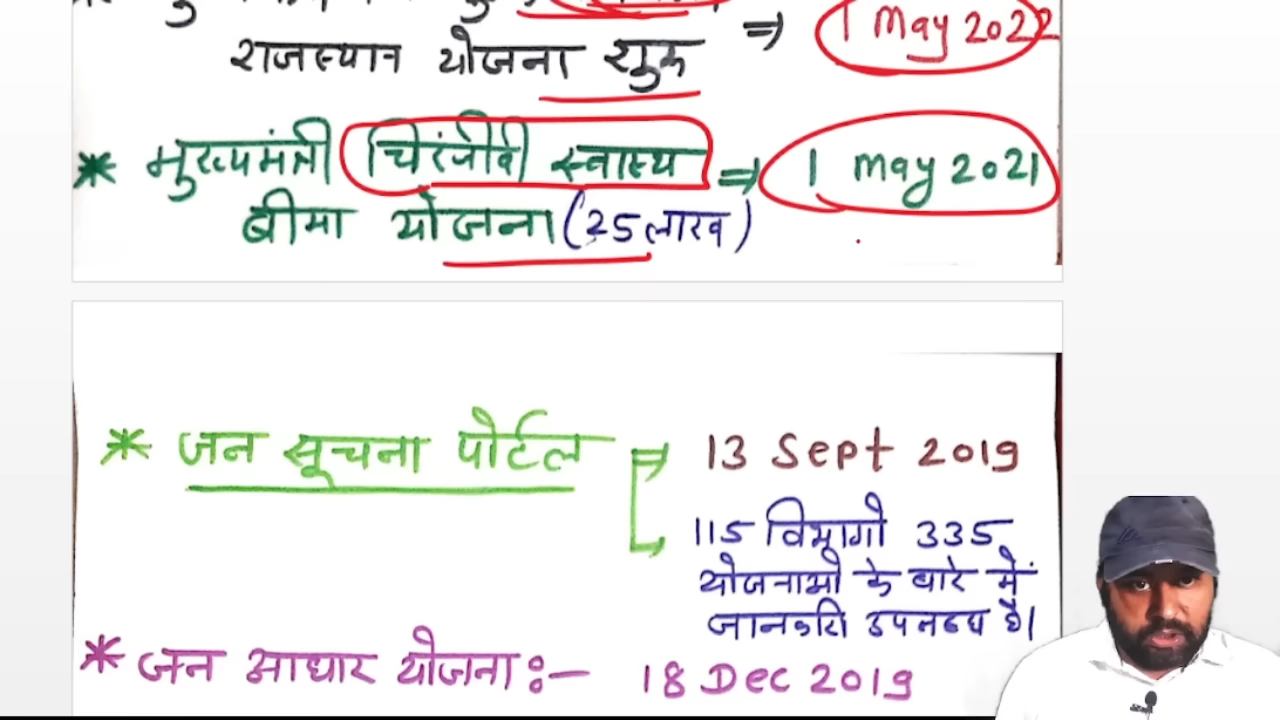 राजस्थान योजना शुरू ⇒ 1 May 2022
* मुख्यमंत्री चिरंजीवी स्वास्थ्य ⇒ 1 May 2021
बीमा योजना (25 लाख)
* जन सूचना पोर्टल → 13 Sept 2019
→ 115 विभागो 335
योजनाओ के बारे में
जानकारी उपलब्ध है।
* जन आधार योजना :- 18 Dec 2019